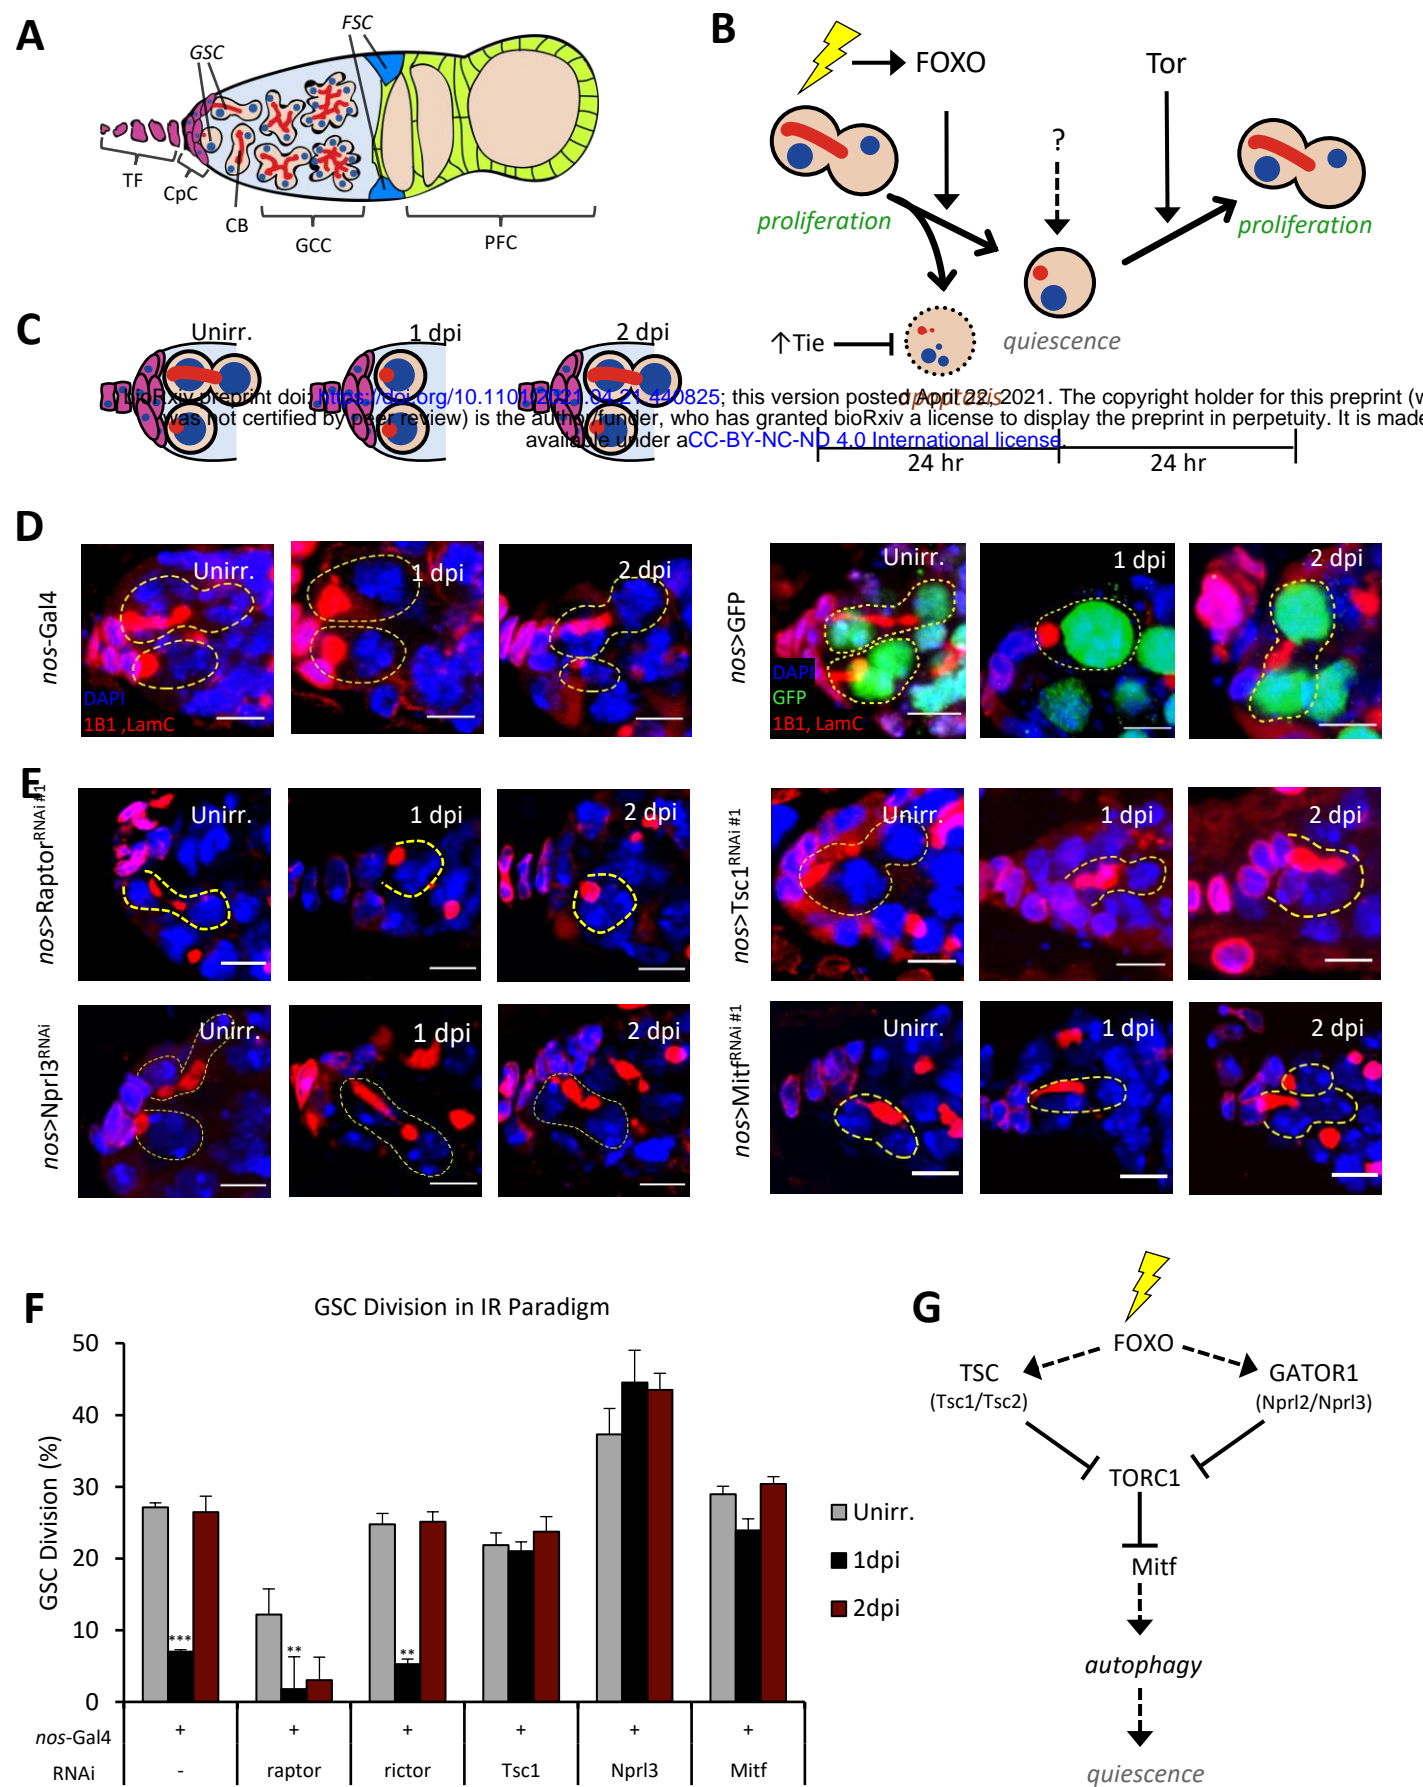 A
GSC
FSC
TF
CpC
CB
GCC
PFC
B
FOXO
Tor
?
proliferation
proliferation
quiescence
↑Tie
apoptosis
24 hr
24 hr
C
Unirr.
1 dpi
2 dpi
bioRxiv preprint doi: https://doi.org/10.1101/2021.04.21.440825; this version posted April 22, 2021. The copyright holder for this preprint (w
was not certified by peer review) is the author/funder, who has granted bioRxiv a license to display the preprint in perpetuity. It is made
available under aCC-BY-NC-ND 4.0 International license.
D
nos-Gal4
Unirr.
DAPI
1B1 ,LamC
1 dpi
2 dpi
nos>GFP
Unirr.
DAPI
GFP
1B1, LamC
1 dpi
2 dpi
E
nos>Raptor^RNAi #1
Unirr.
1 dpi
2 dpi
nos>Tsc1^RNAi #1
Unirr.
1 dpi
2 dpi
nos>Nprl3^RNAi
Unirr.
1 dpi
2 dpi
nos>Mitf^RNAi #1
Unirr.
1 dpi
2 dpi
F
GSC Division in IR Paradigm
GSC Division (%)
50
40
30
20
10
0
***
**
**
Unirr.
1dpi
2dpi
nos-Gal4 + + + + + +
RNAi - raptor rictor Tsc1 Nprl3 Mitf
G
FOXO
TSC
(Tsc1/Tsc2)
GATOR1
(Nprl2/Nprl3)
TORC1
Mitf
autophagy
quiescence